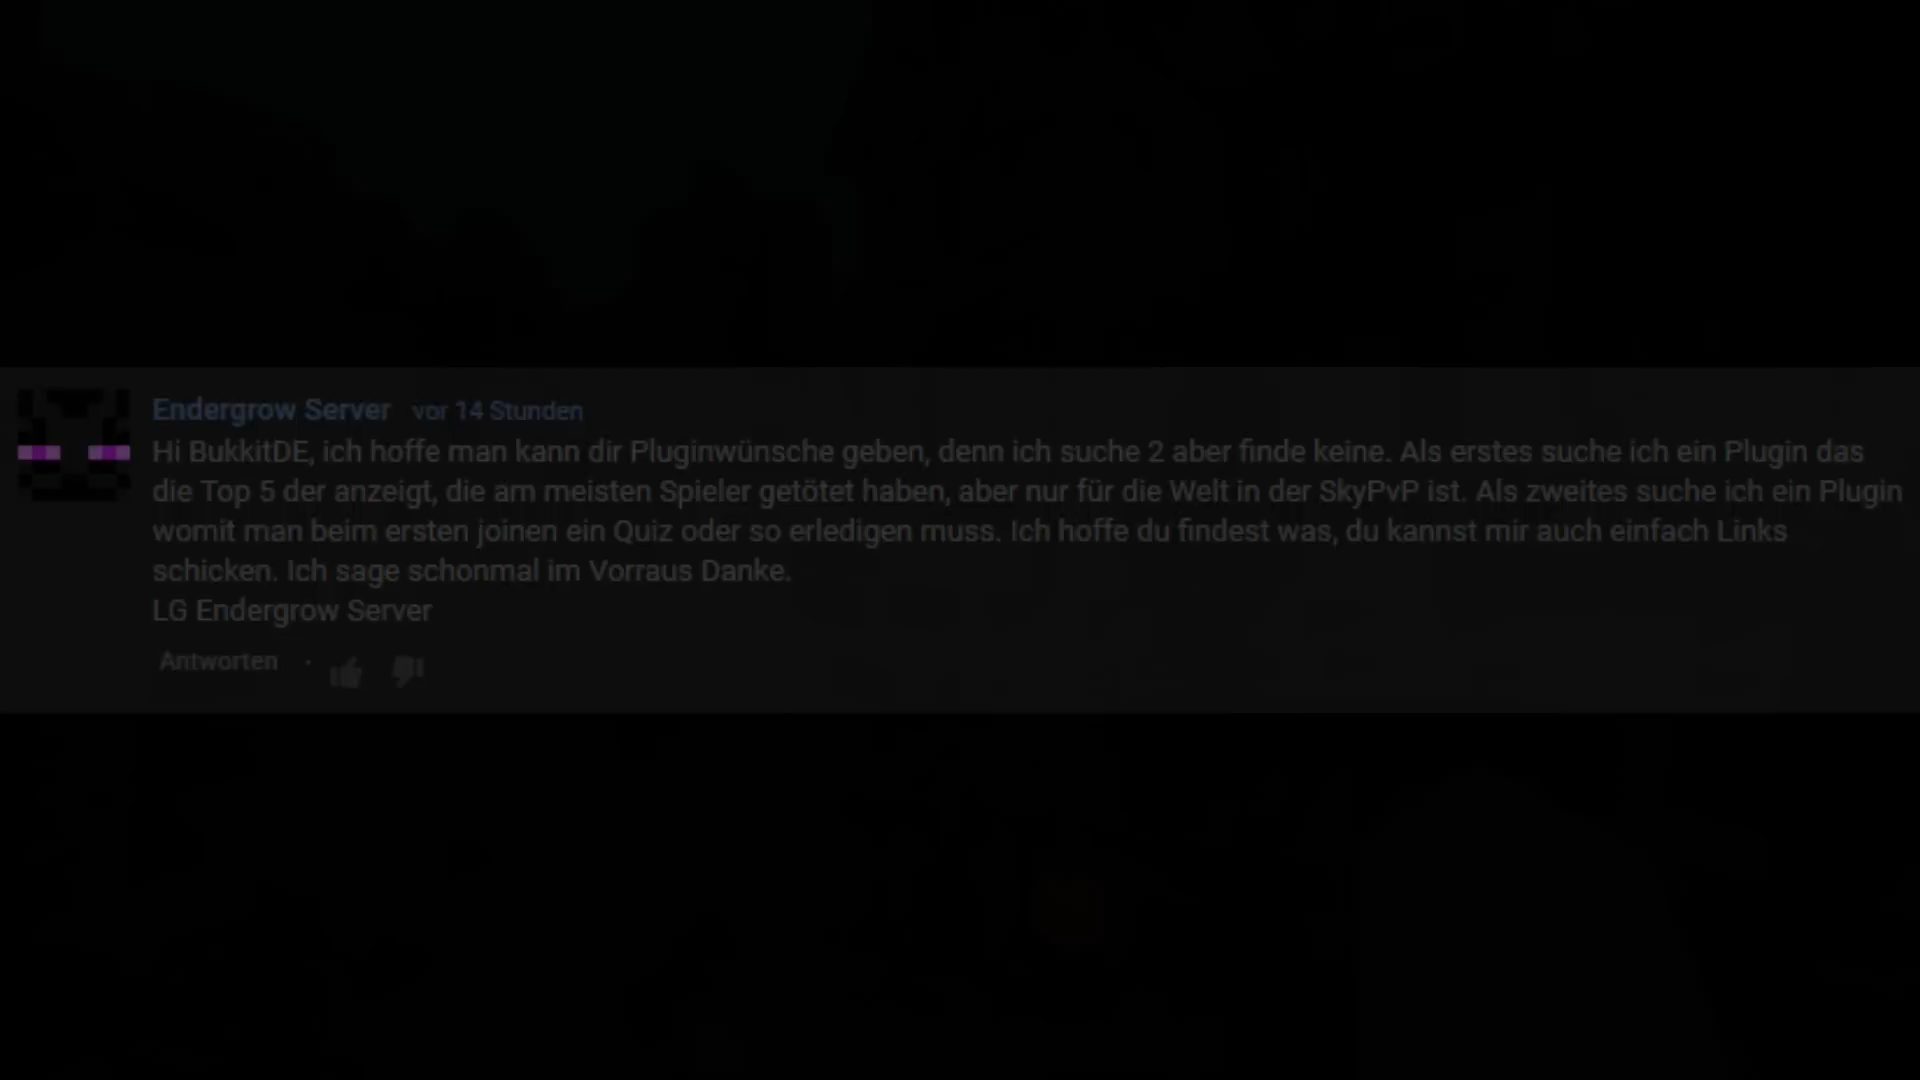 Endergrow Server vor 14 Stunden
Hi BukkitDE, ich hoffe man kann dir Pluginwünsche geben, denn ich suche 2 aber finde keine. Als erstes suche ich ein Plugin das
die Top 5 der anzeigt, die am meisten Spieler getötet haben, aber nur für die Welt in der SkyPvP ist. Als zweites suche ich ein Plugin
womit man beim ersten joinen ein Quiz oder so erledigen muss. Ich hoffe du findest was, du kannst mir auch einfach Links
schicken. Ich sage schonmal im Vorraus Danke.
LG Endergrow Server
Antworten ·